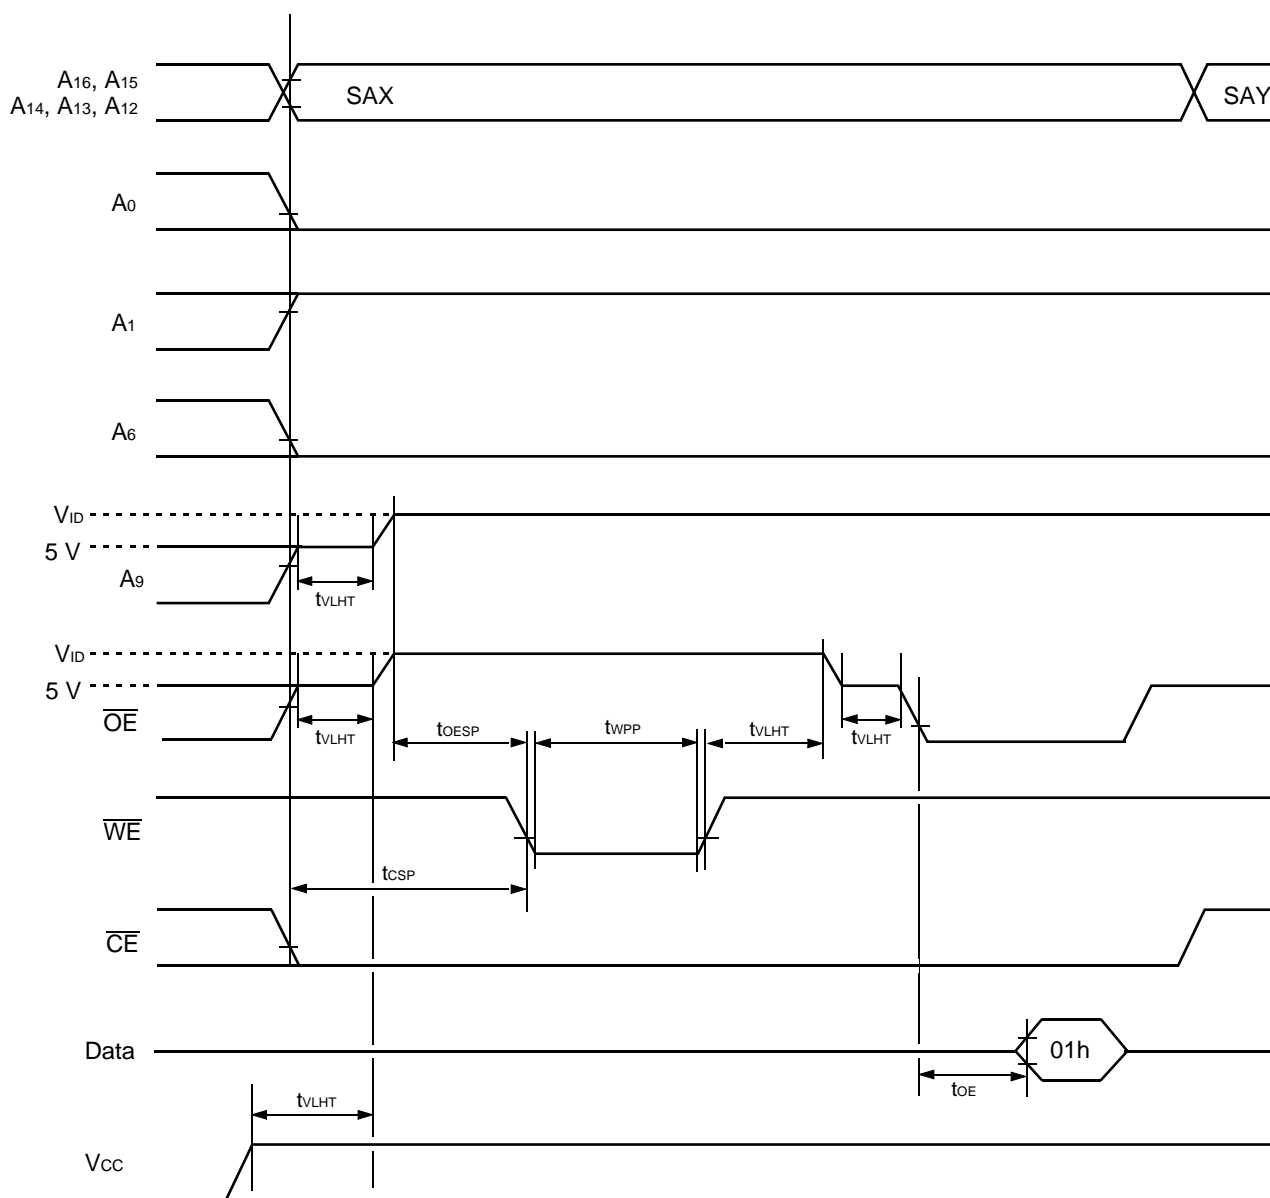 A16, A15
A14, A13, A12
SAX
SAY
A0
A1
A6
VID
5 V
A9
tVLHT
VID
5 V
OE
tVLHT
tOESP
tWPP
tVLHT
tVLHT
WE
tCSP
CE
Data
01h
tOE
tVLHT
VCC